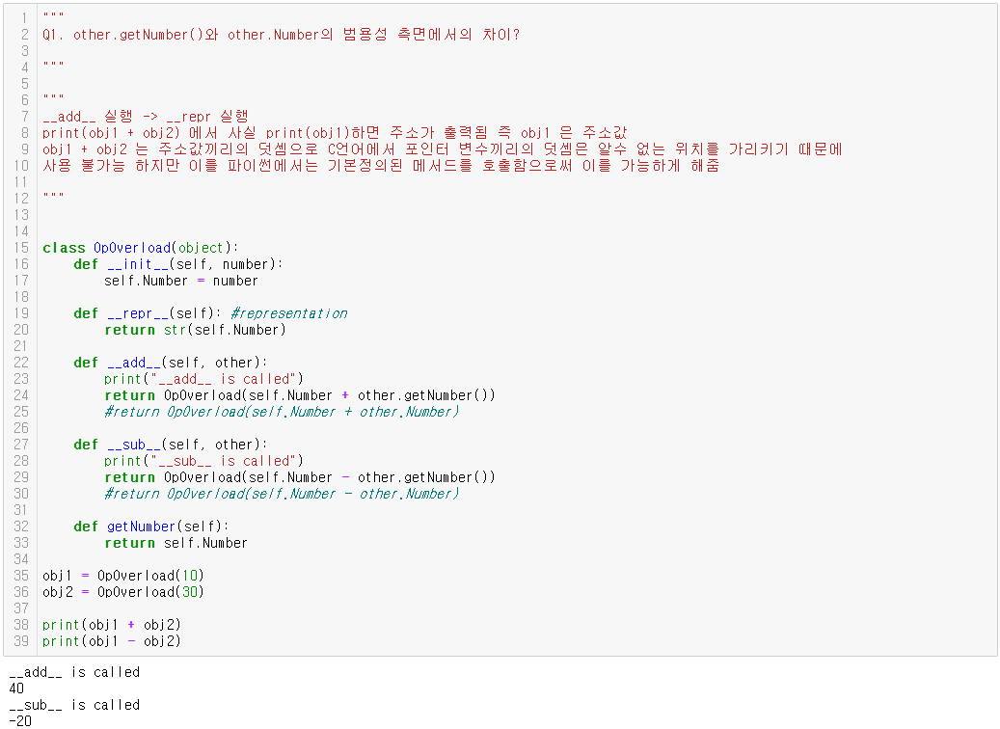 1 """
2 Q1. other.getNumber()와 other.Number의 범용성 측면에서의 차이?
3
4 """
5
6 """
7 __add__ 실행 -> __repr 실행
8 print(obj1 + obj2) 에서 사실 print(obj1)하면 주소가 출력됨 즉 obj1 은 주소값
9 obj1 + obj2 는 주소값끼리의 덧셈으로 C언어에서 포인터 변수끼리의 덧셈은 알수 없는 위치를 가리키기 때문에
10 사용 불가능 하지만 이를 파이썬에서는 기본정의된 메서드를 호출함으로써 이를 가능하게 해줌
11
12 """
13
14
15 class OpOverload(object):
16     def __init__(self, number):
17         self.Number = number
18
19     def __repr__(self): #representation
20         return str(self.Number)
21
22     def __add__(self, other):
23         print("__add__ is called")
24         return OpOverload(self.Number + other.getNumber())
25         #return OpOverload(self.Number + other.Number)
26
27     def __sub__(self, other):
28         print("__sub__ is called")
29         return OpOverload(self.Number - other.getNumber())
30         #return OpOverload(self.Number - other.Number)
31
32     def getNumber(self):
33         return self.Number
34
35 obj1 = OpOverload(10)
36 obj2 = OpOverload(30)
37
38 print(obj1 + obj2)
39 print(obj1 - obj2)
__add__ is called
40
__sub__ is called
-20